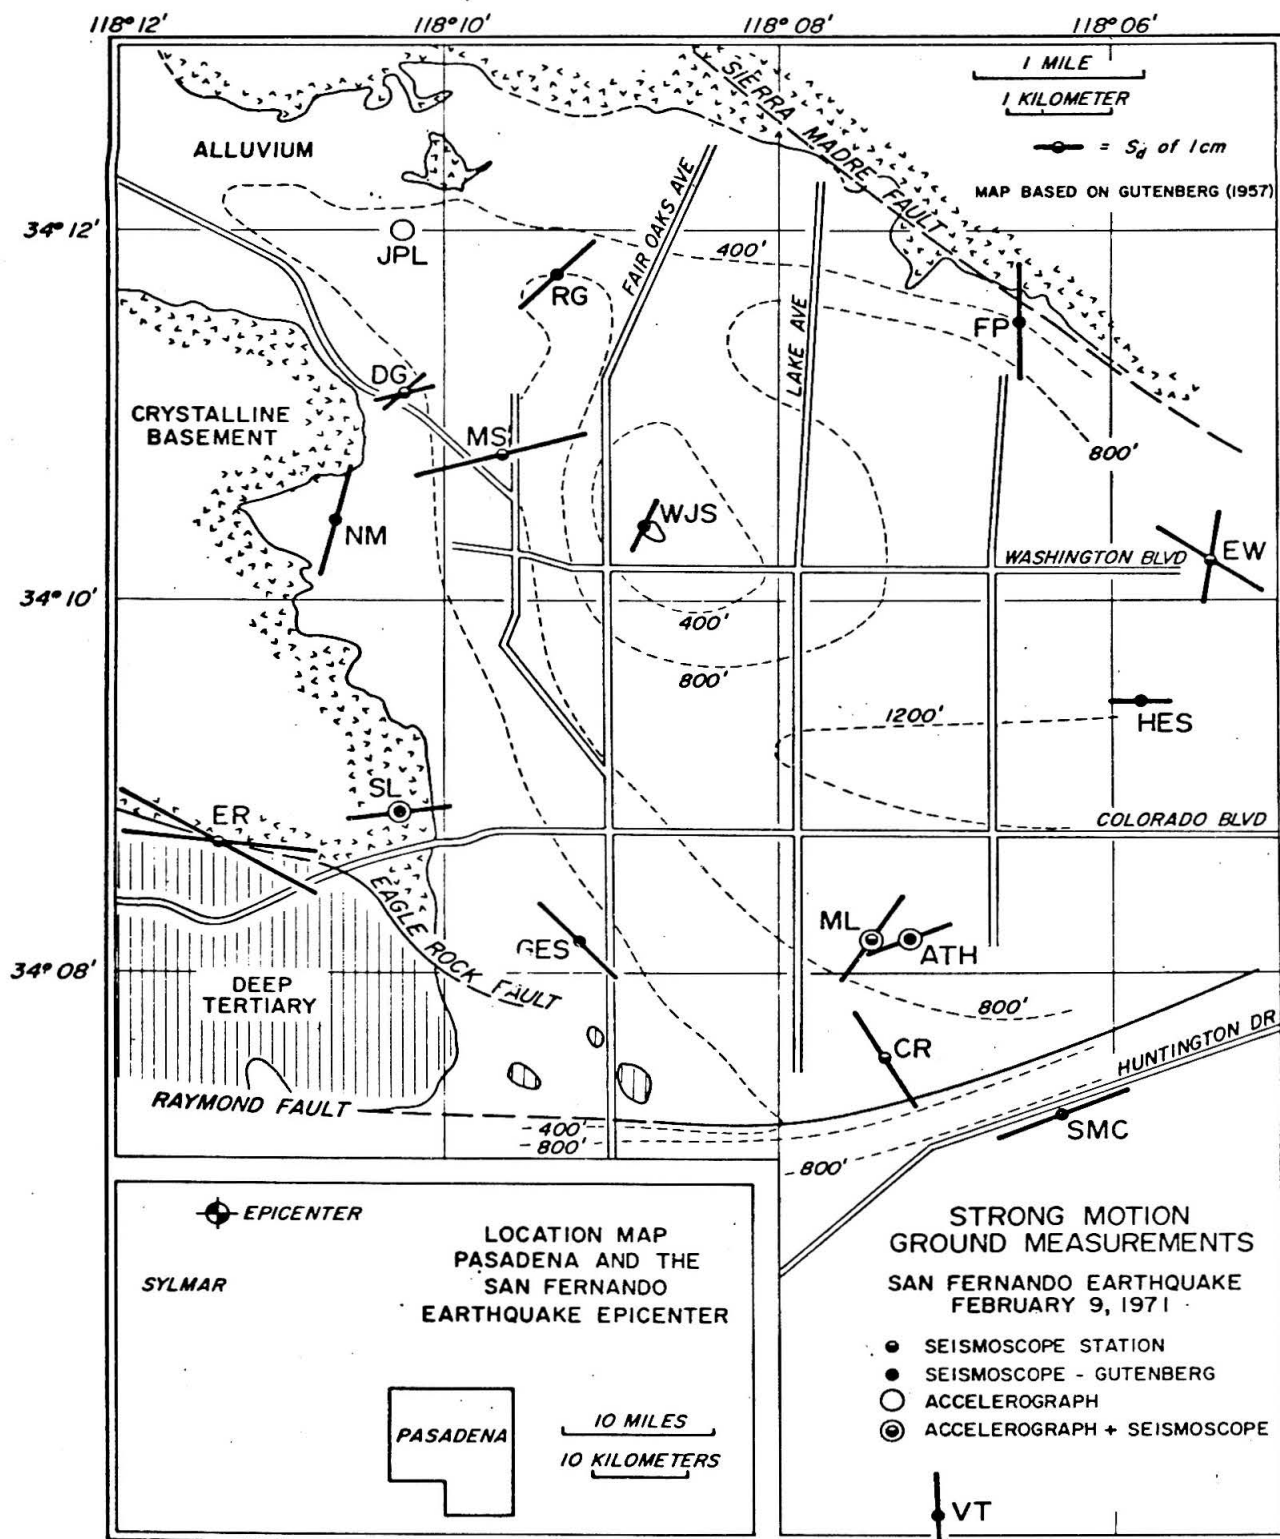 118° 12'
118° 10'
118° 08'
118° 06'
1 MILE
1 KILOMETER
= Sd of 1cm
MAP BASED ON GUTENBERG (1957)
SIERRA MADRE FAULT
ALLUVIUM
34° 12'
JPL
RG
FAIR OAKS AVE
400'
LAKE AVE
FP
DG
CRYSTALLINE
BASEMENT
MS
800'
NM
WJS
WASHINGTON BLVD
EW
34° 10'
400'
800'
1200'
HES
SL
ER
COLORADO BLVD
EAGLE ROCK FAULT
GES
ML
ATH
34° 08'
DEEP
TERTIARY
800'
CR
HUNTINGTON DR
RAYMOND FAULT
400'
800'
SMC
800'
EPICENTER
SYLMAR
LOCATION MAP
PASADENA AND THE
SAN FERNANDO
EARTHQUAKE EPICENTER
PASADENA
10 MILES
10 KILOMETERS
STRONG MOTION
GROUND MEASUREMENTS
SAN FERNANDO EARTHQUAKE
FEBRUARY 9, 1971
SEISMOSCOPE STATION
SEISMOSCOPE - GUTENBERG
ACCELEROGRAPH
ACCELEROGRAPH + SEISMOSCOPE
VT